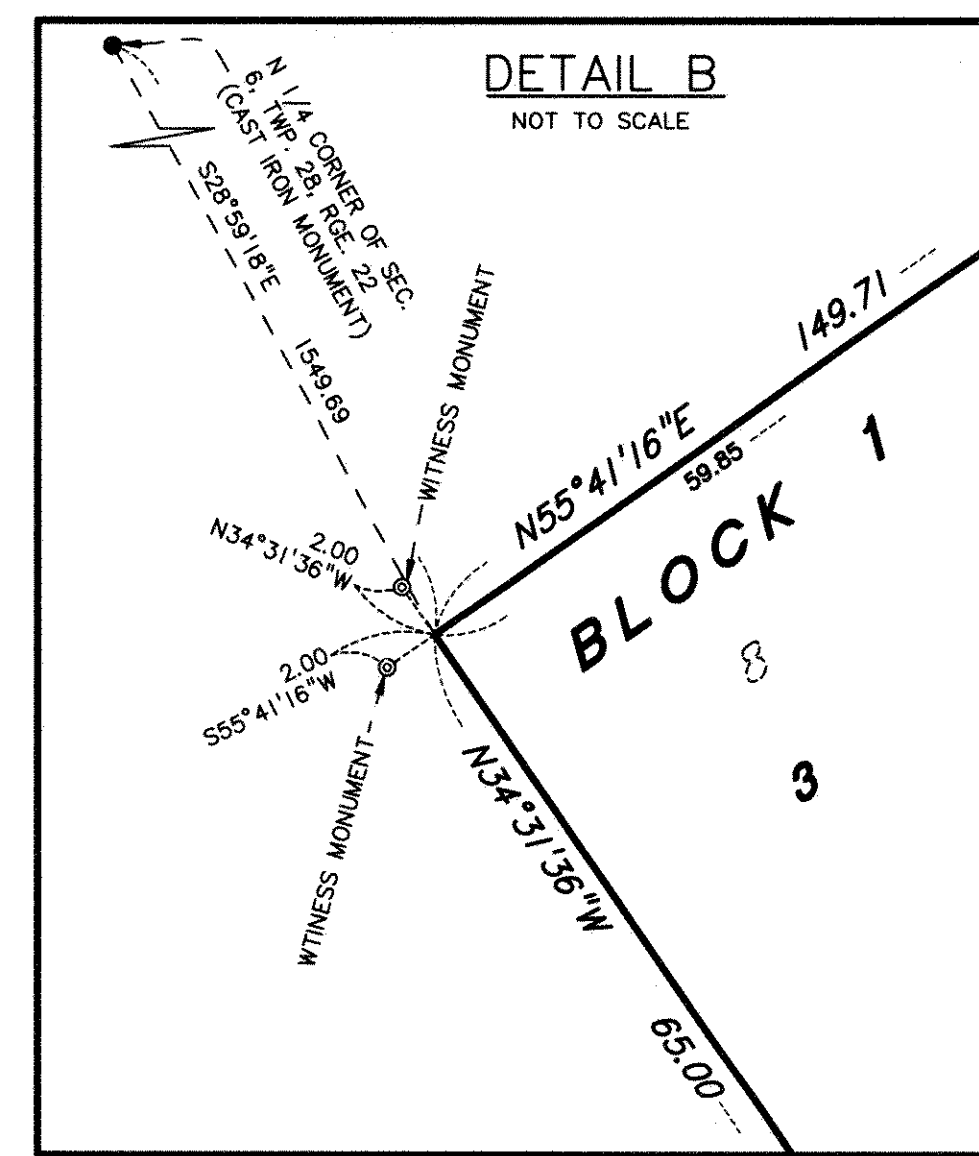 DETAIL B
NOT TO SCALE
N 1/4 CORNER OF SEC.
6, TWP. 28, RGE. 22
(CAST IRON MONUMENT)
S28°59'18"E
1549.69
WITNESS MONUMENT
149.71
N55°41'16"E
59.85
BLOCK 1
2.00
N34°31'36"W
2.00
S55°41'16"W
WTINESS MONUMENT
8
3
N34°31'36"W
65.00